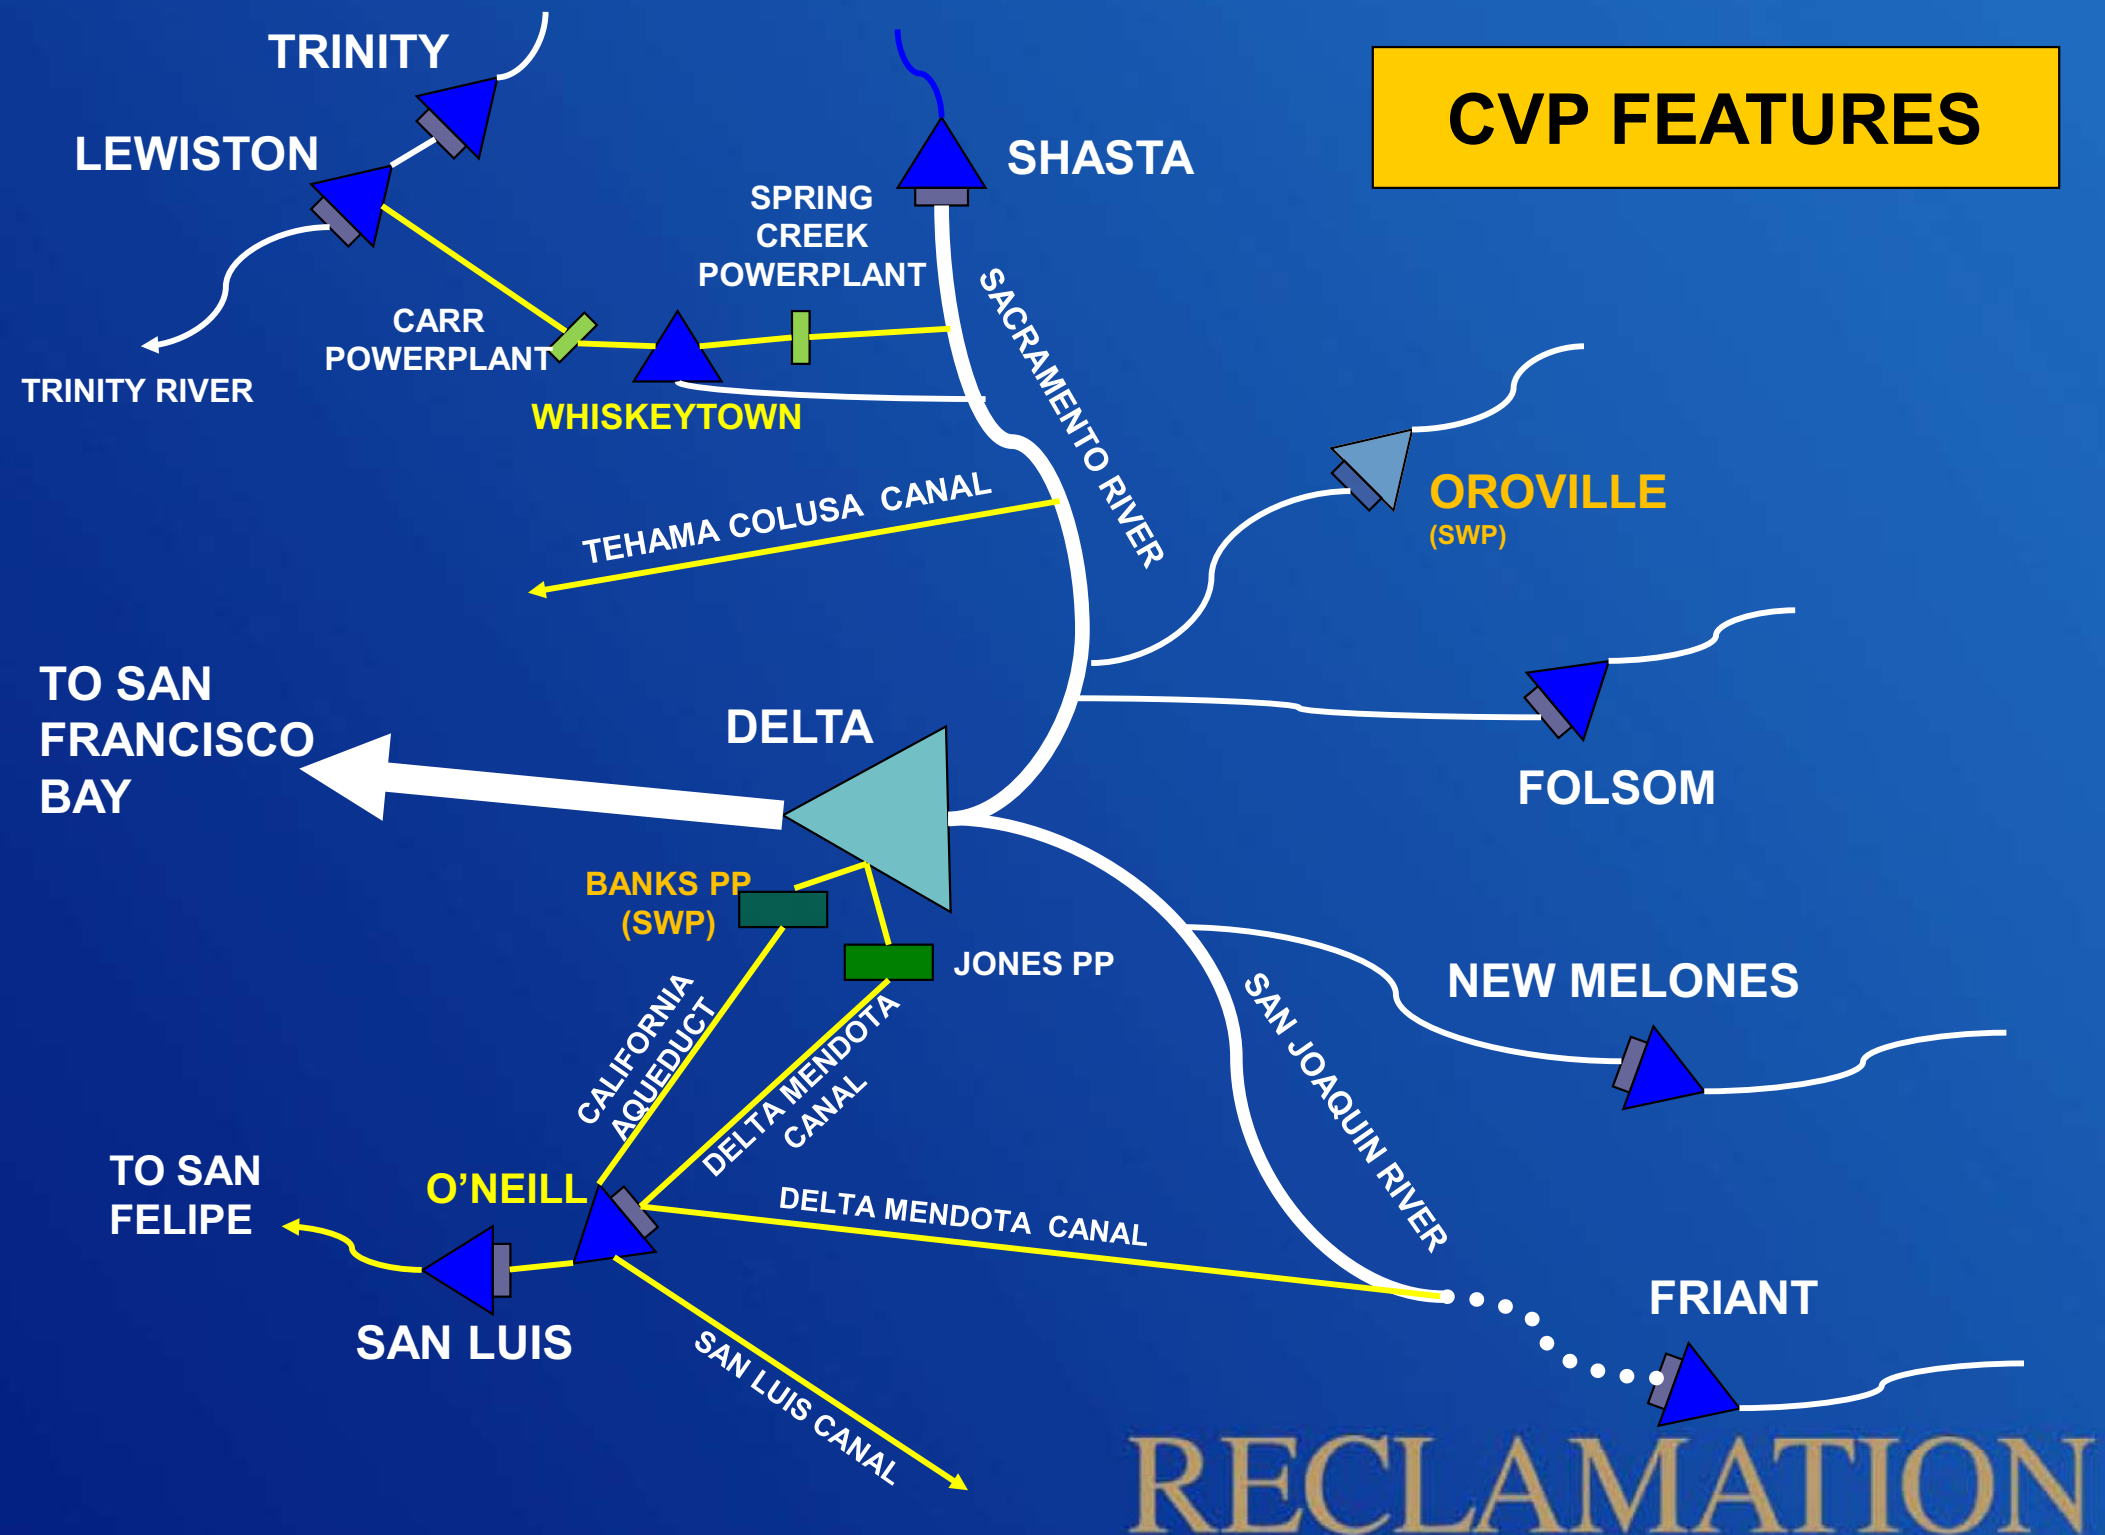 TRINITY
LEWISTON
SHASTA
CVP FEATURES
SPRING
CREEK
POWERPLANT
CARR
POWERPLANT
TRINITY RIVER
WHISKEYTOWN
SACRAMENTO RIVER
TEHAMA COLUSA CANAL
OROVILLE
(SWP)
TO SAN
FRANCISCO
BAY
DELTA
FOLSOM
BANKS PP
(SWP)
JONES PP
NEW MELONES
CALIFORNIA
AQUEDUCT
DELTA MENDOTA
CANAL
SAN JOAQUIN RIVER
TO SAN
FELIPE
O’NEILL
DELTA MENDOTA CANAL
SAN LUIS
SAN LUIS CANAL
FRIANT
RECLAMATION